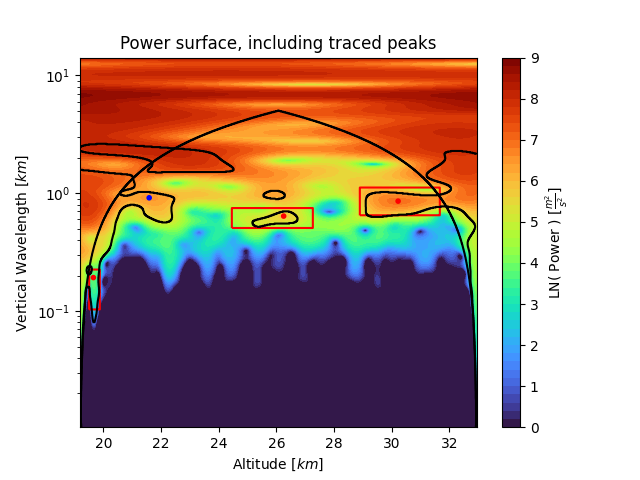 Power surface, including traced peaks
10¹
10⁰
10⁻¹
Vertical Wavelength [km]
20 22 24 26 28 30 32
Altitude [km]
9
8
7
6
5
4
3
2
1
0
LN( Power ) [m²/s²]